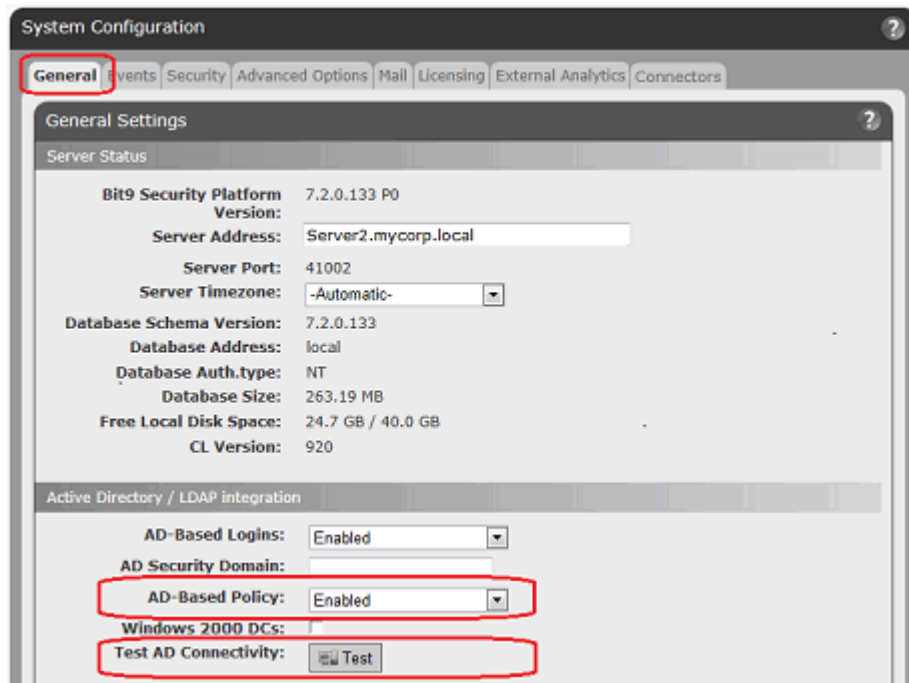 System Configuration ?
General Events Security Advanced Options Mail Licensing External Analytics Connectors
General Settings ?
Server Status
Bit9 Security Platform Version: 7.2.0.133 P0
Server Address: Server2.mycorp.local
Server Port: 41002
Server Timezone: -Automatic-
Database Schema Version: 7.2.0.133
Database Address: local
Database Auth.type: NT
Database Size: 263.19 MB
Free Local Disk Space: 24.7 GB / 40.0 GB
CL Version: 920
Active Directory / LDAP integration
AD-Based Logins: Enabled
AD Security Domain:
AD-Based Policy: Enabled
Windows 2000 DCs:
Test AD Connectivity: Test